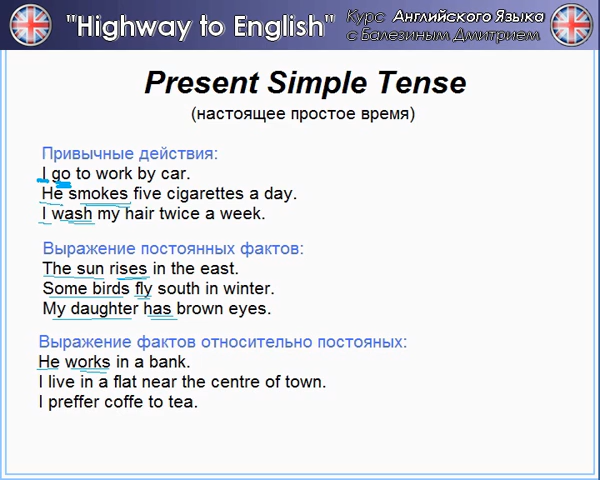 "Highway to English"
Курс Английского Языка
с Балезиным Дмитрием
Present Simple Tense
(настоящее простое время)
Привычные действия:
I go to work by car.
He smokes five cigarettes a day.
I wash my hair twice a week.
Выражение постоянных фактов:
The sun rises in the east.
Some birds fly south in winter.
My daughter has brown eyes.
Выражение фактов относительно постояных:
He works in a bank.
I live in a flat near the centre of town.
I preffer coffe to tea.